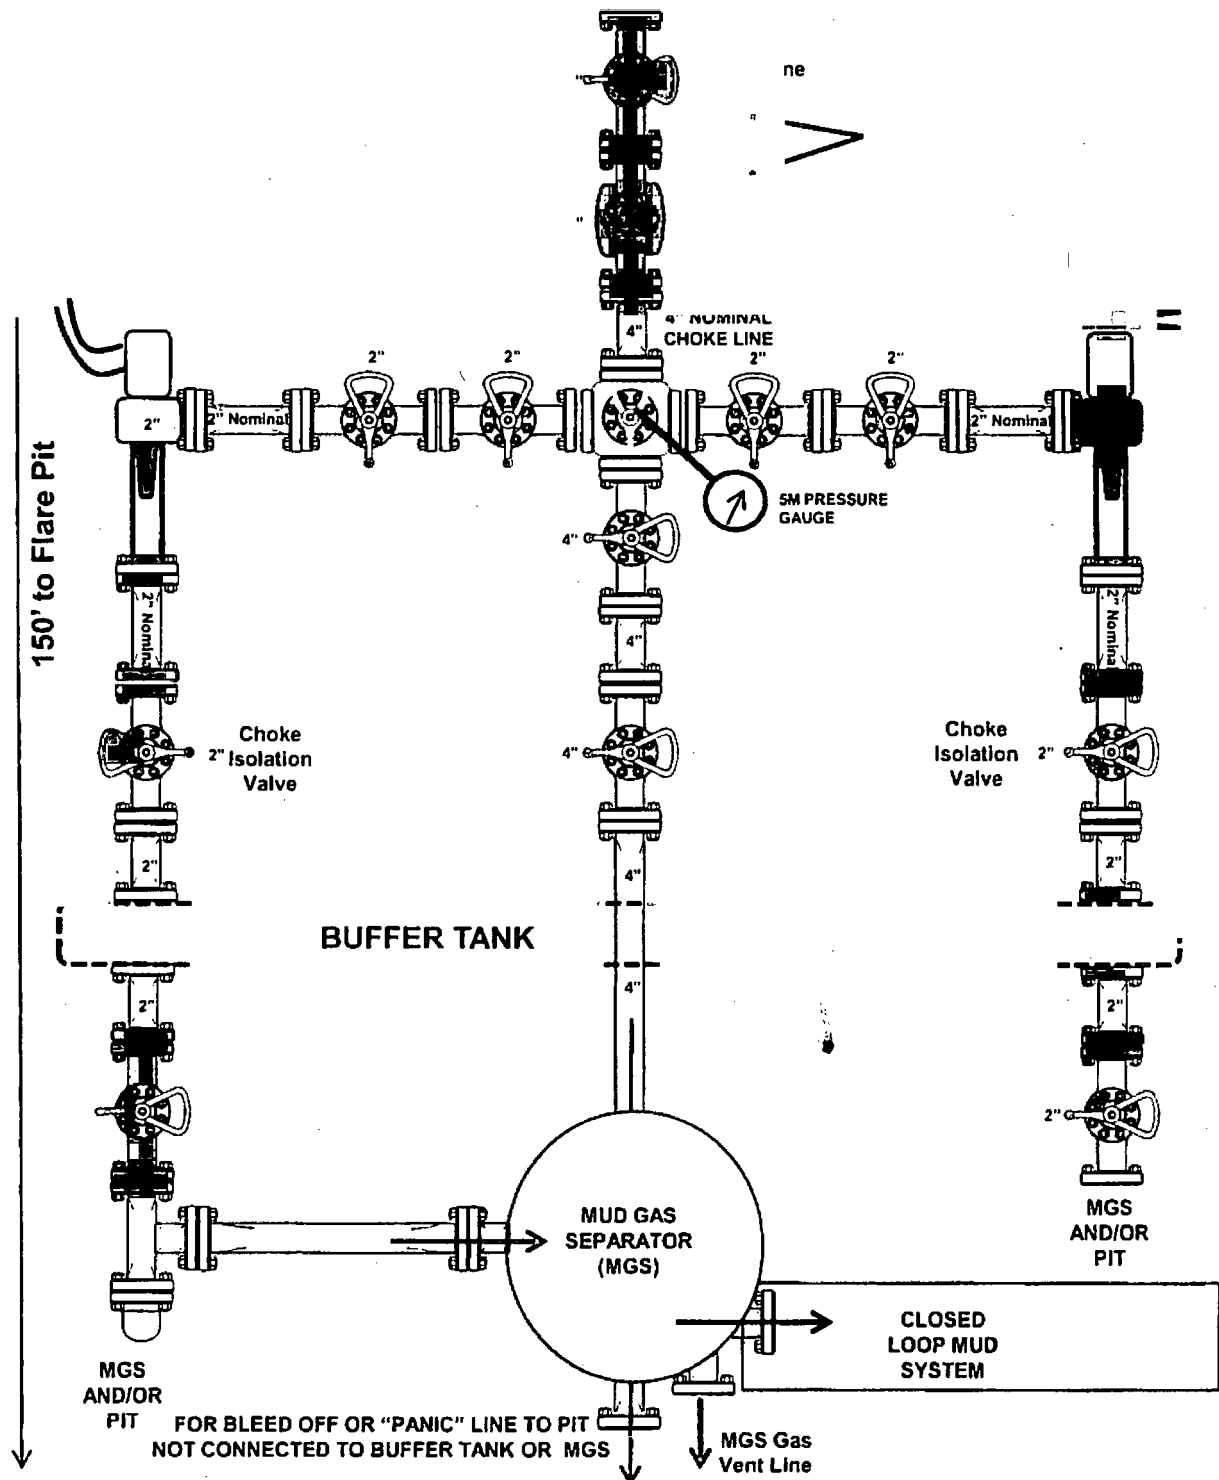 ne
4" NOMINAL
CHOKE LINE
4"
2"
2"
2"
2"
2"
2" Nominal
2" Nominal
5M PRESSURE
GAUGE
4"
150' to Flare Pit
2" Nominal
4"
2" Nominal
Choke
Isolation
Valve
2"
4"
Choke
Isolation
Valve
2"
2"
4"
2"
BUFFER TANK
2"
4"
2"
2"
MUD GAS
SEPARATOR
(MGS)
MGS
AND/OR
PIT
CLOSED
LOOP MUD
SYSTEM
MGS
AND/OR
PIT
FOR BLEED OFF OR "PANIC" LINE TO PIT
NOT CONNECTED TO BUFFER TANK OR MGS
MGS Gas
Vent Line